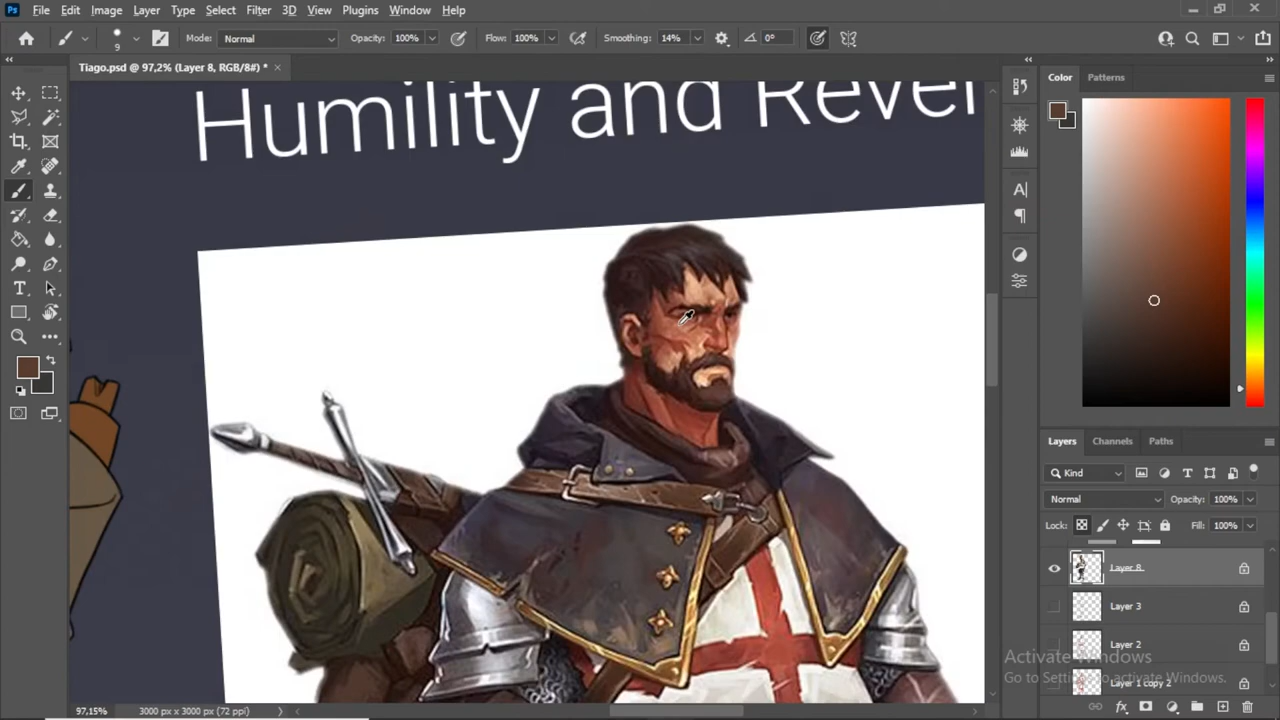 Ps File Edit Image Layer Type Select Filter 3D View Plugins Window Help
9 Mode: Normal Opacity: 100% Flow: 100% Smoothing: 14% 0°
Tiago.psd @ 97,2% (Layer 8, RGB/8#) *
Color Patterns
Humility and Rever
Layers Channels Paths
Kind
Normal Opacity: 100%
Lock: Fill: 100%
Layer 8
Layer 3
Layer 2
Layer 1 copy 2
Activate Windows
Go to Settings to activate Windows.
97,15% 3000 px x 3000 px (72 ppi)